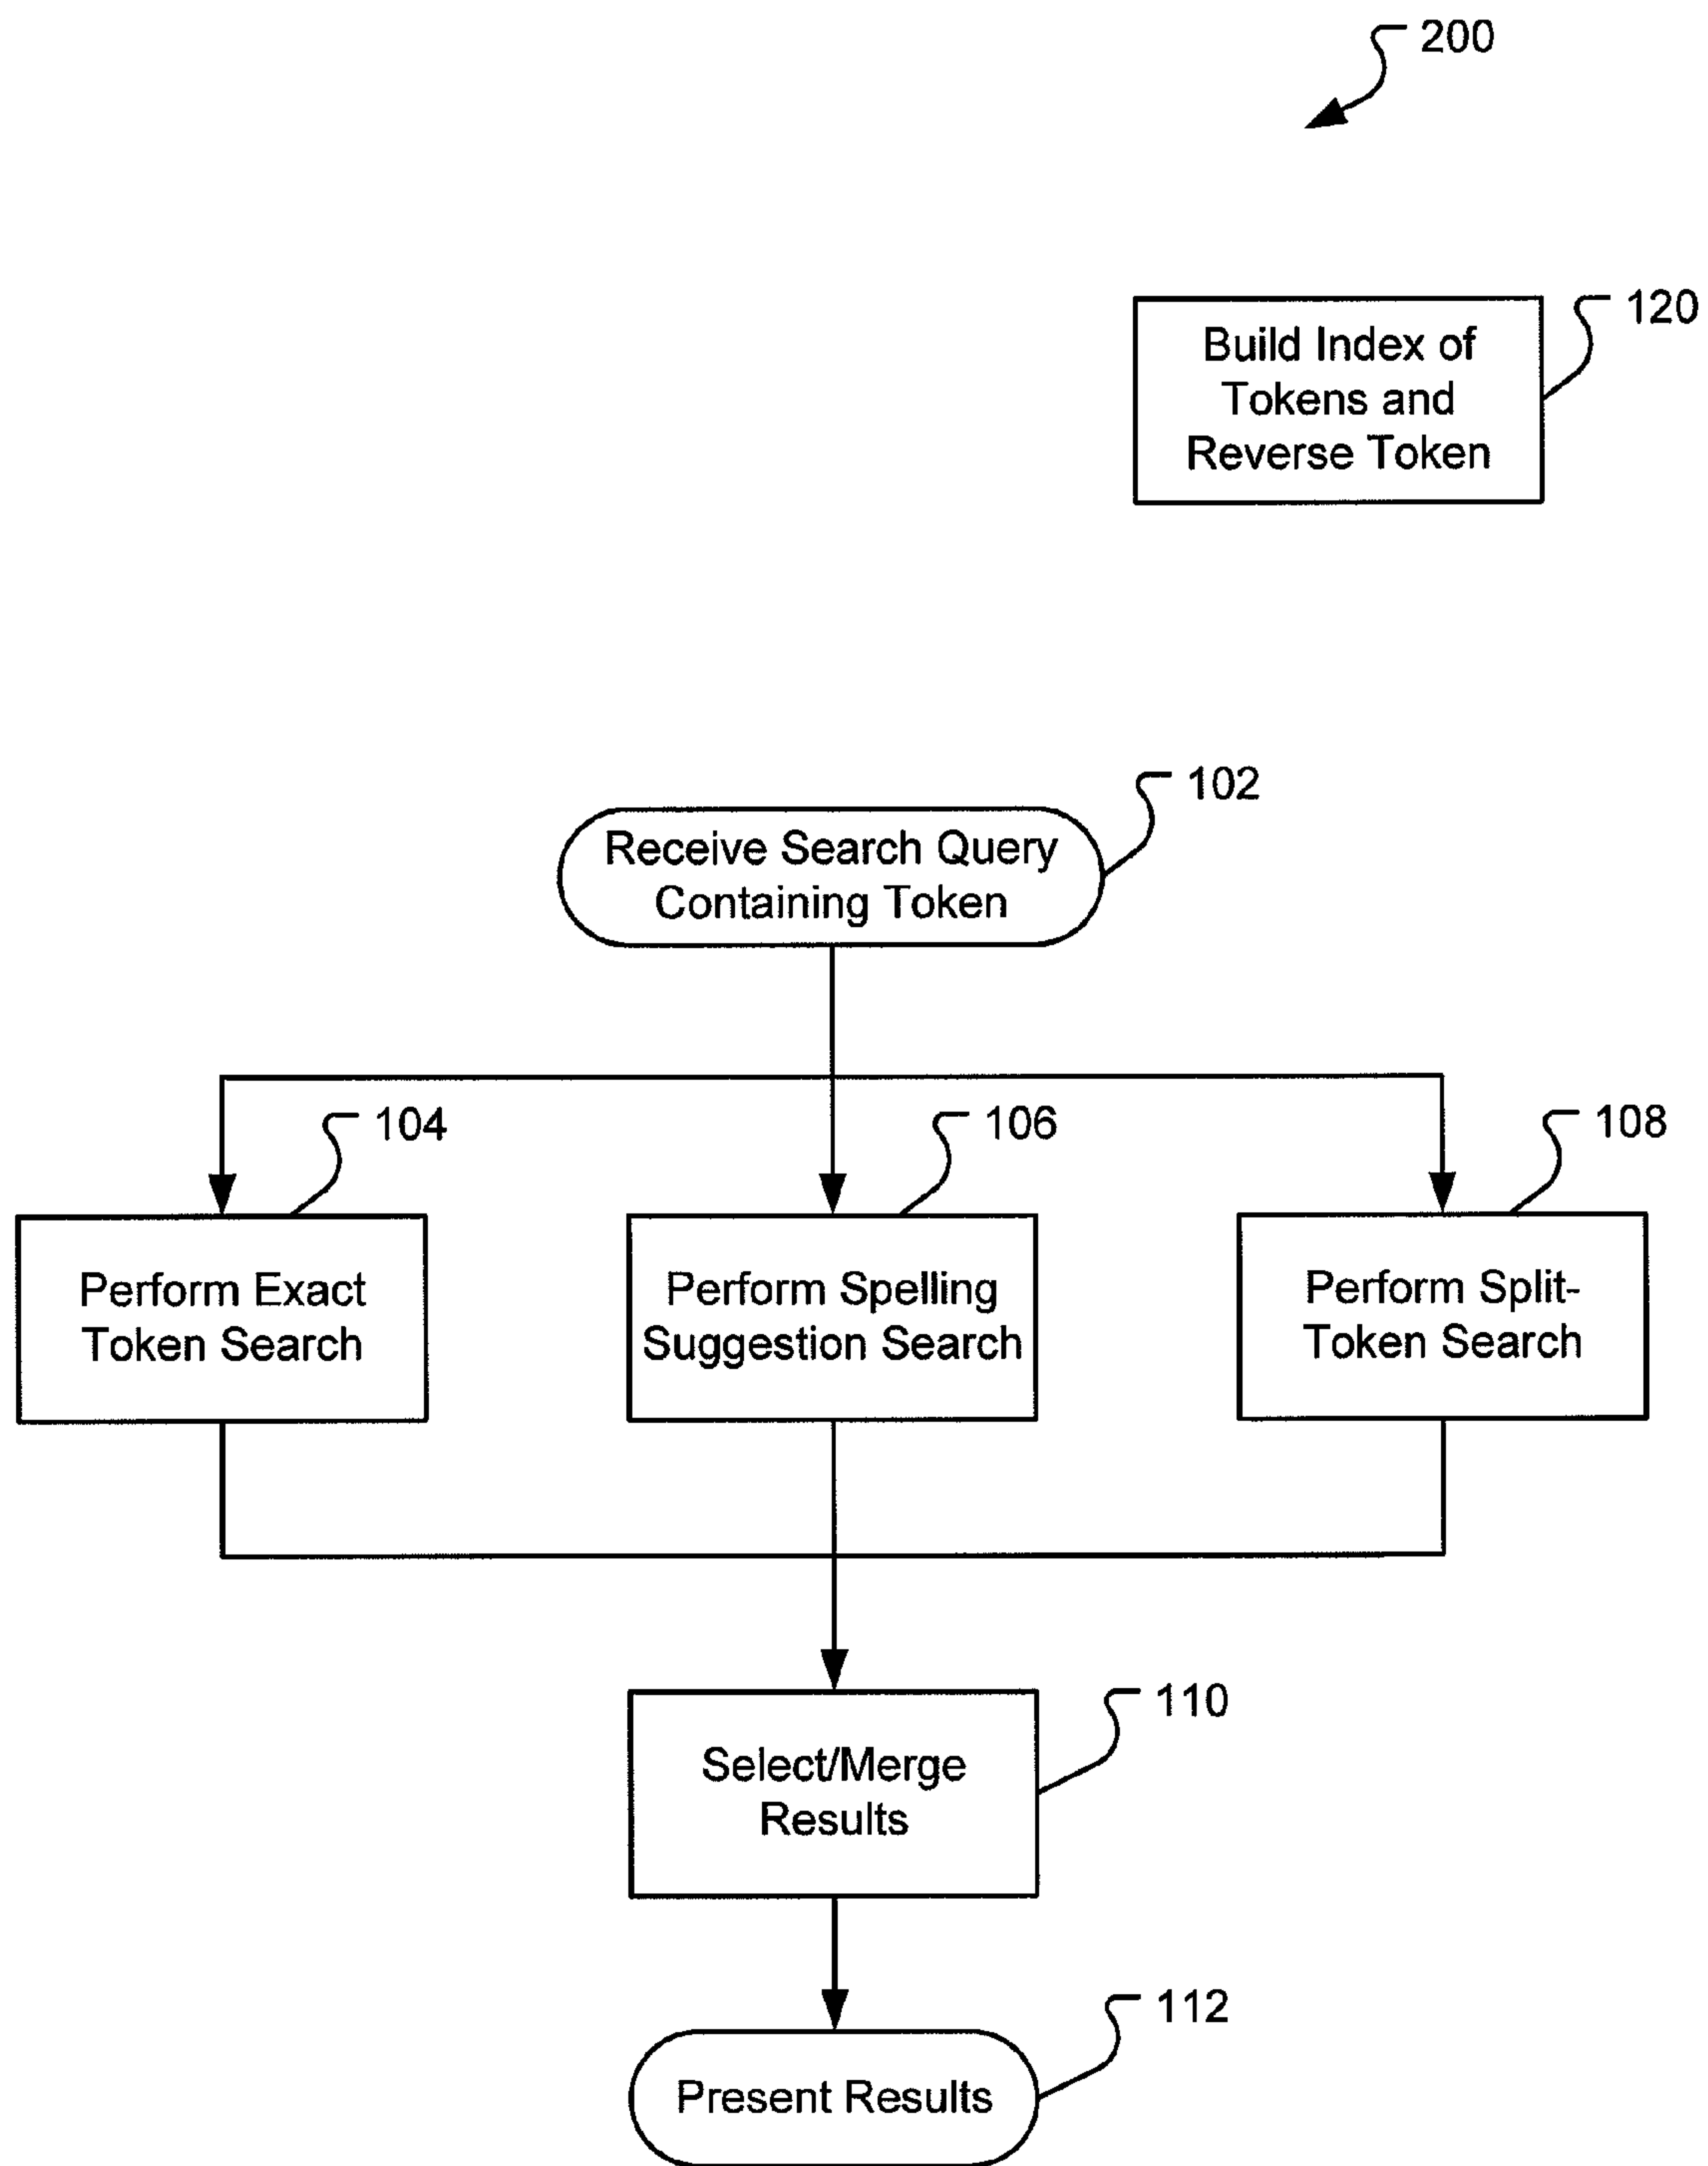 200
120
Build Index of
Tokens and
Reverse Token
102
Receive Search Query
Containing Token
104
106
108
Perform Exact
Token Search
Perform Spelling
Suggestion Search
Perform Split-
Token Search
110
Select/Merge
Results
112
Present Results